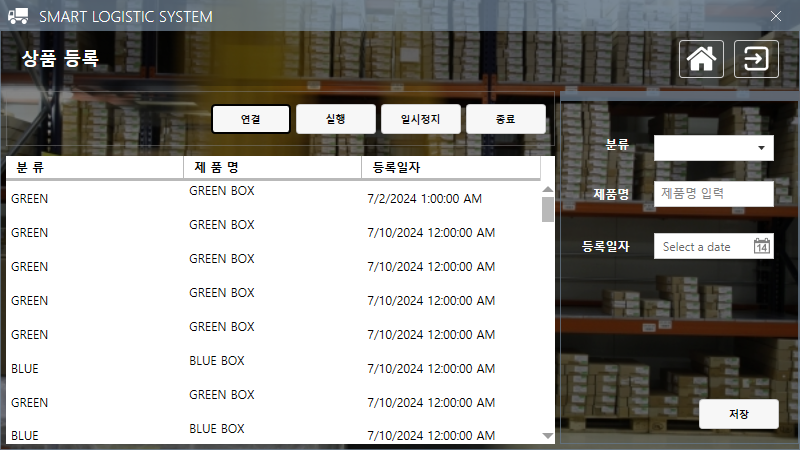 SMART LOGISTIC SYSTEM
상품 등록
연결 실행 일시정지 종료
분 류 제 품 명 등록일자
GREEN GREEN BOX 7/2/2024 1:00:00 AM
GREEN GREEN BOX 7/10/2024 12:00:00 AM
GREEN GREEN BOX 7/10/2024 12:00:00 AM
GREEN GREEN BOX 7/10/2024 12:00:00 AM
GREEN GREEN BOX 7/10/2024 12:00:00 AM
BLUE BLUE BOX 7/10/2024 12:00:00 AM
GREEN GREEN BOX 7/10/2024 12:00:00 AM
BLUE BLUE BOX 7/10/2024 12:00:00 AM
분류
제품명 제품명 입력
등록일자 Select a date 14
저장